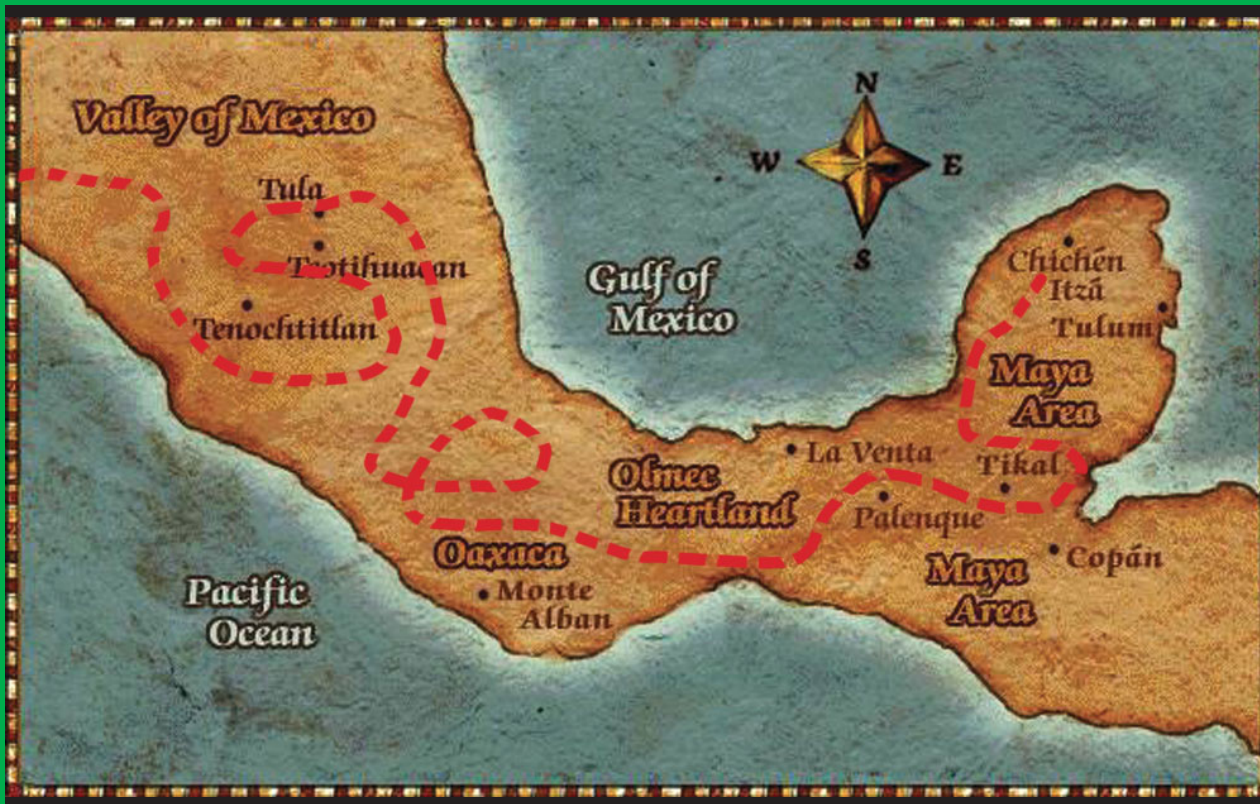 Valley of Mexico
Tula
Teotihuacan
Tenochtitlan
N
W E
S
Gulf of
Mexico
Chichén
Itzá
Tulum
Maya
Area
Olmec
Heartland
La Venta
Tikal
Palenque
Oaxaca
Monte
Alban
Maya
Area
Copán
Pacific
Ocean